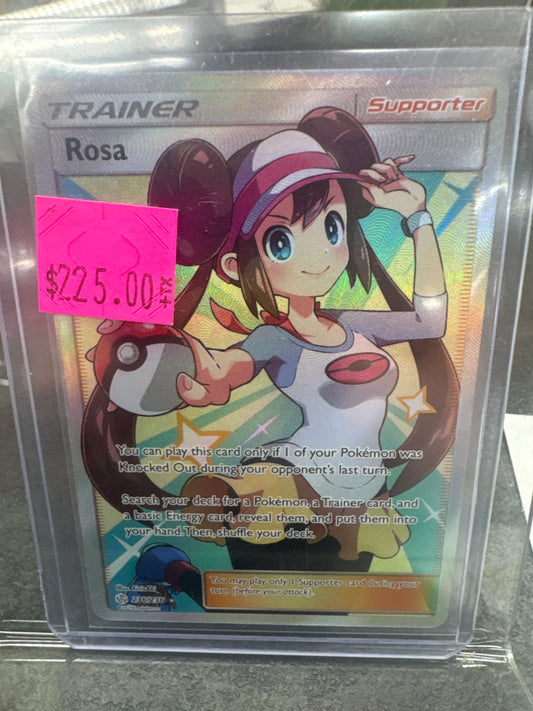 TRAINER
Supporter
Rosa
$225.00
You can play this card only if 1 of your Pokémon was
Knocked Out during your opponent's last turn.
Search your deck for a Pokémon, a Trainer card, and
a basic Energy card, reveal them, and put them into
your hand. Then, shuffle your deck.
You may play only 1 Supporter card during your
turn (before your attack).
Illus.
236/236